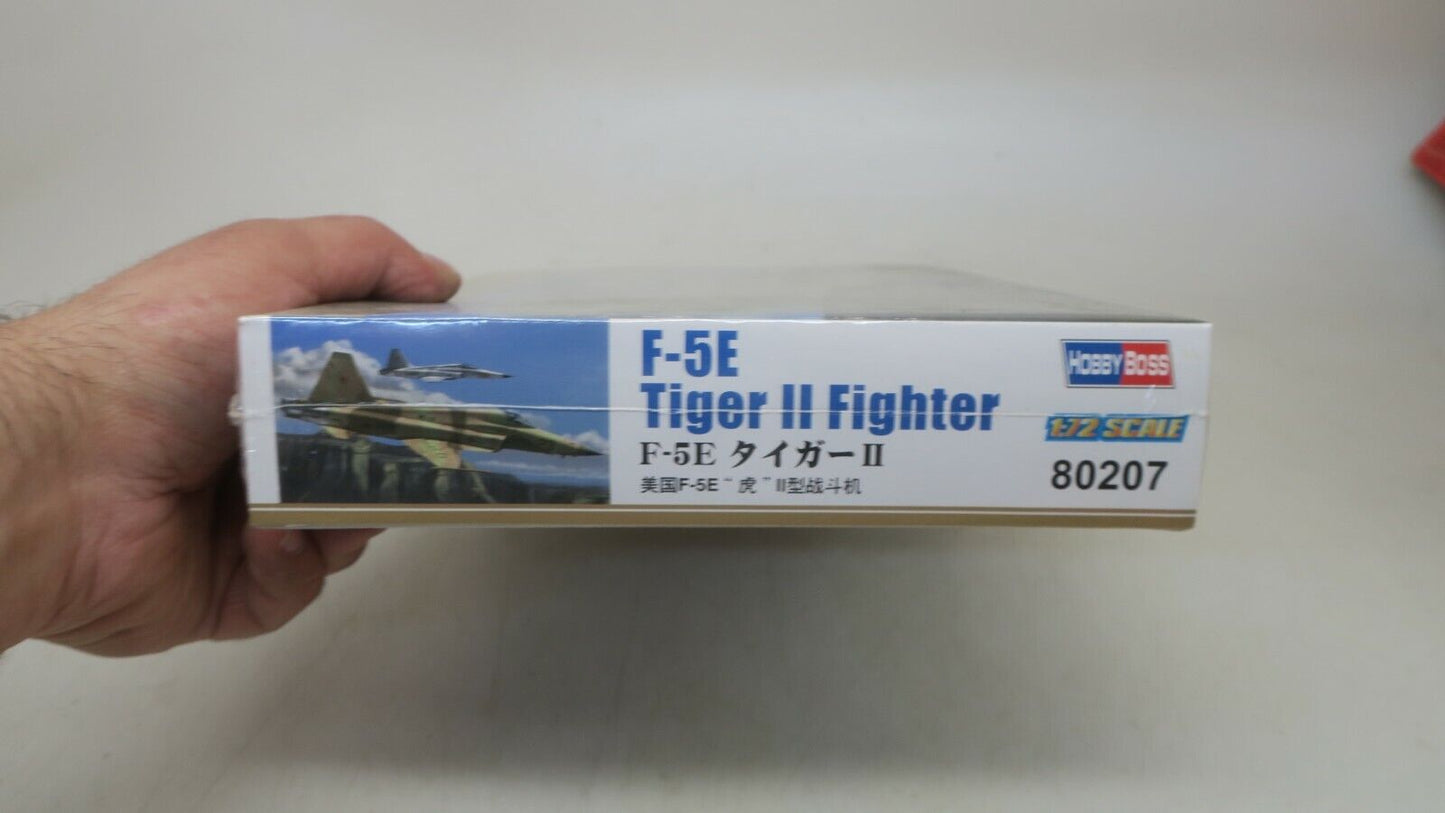 F-5E
Tiger II Fighter
F-5E タイガーII
美国F-5E“虎”II型战斗机
HOBBY BOSS
1:72 SCALE
80207